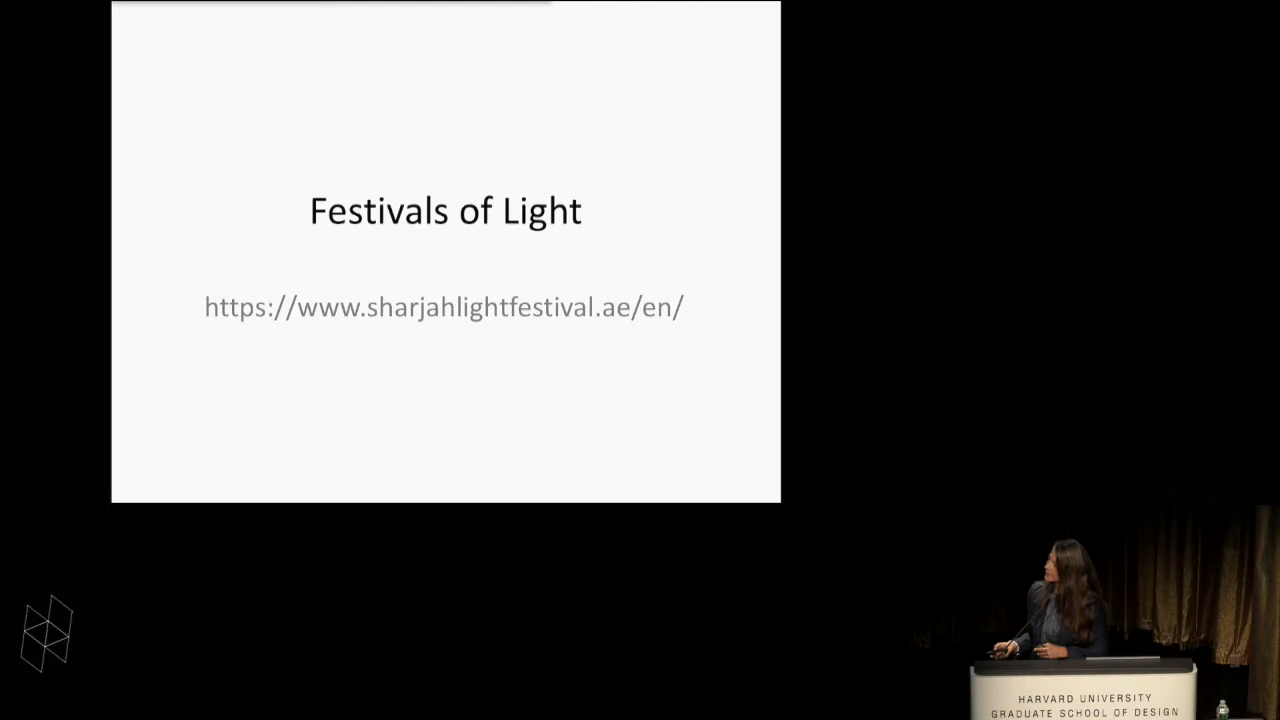 Festivals of Light
https://www.sharjahlightfestival.ae/en/
HARVARD UNIVERSITY
GRADUATE SCHOOL OF DESIGN